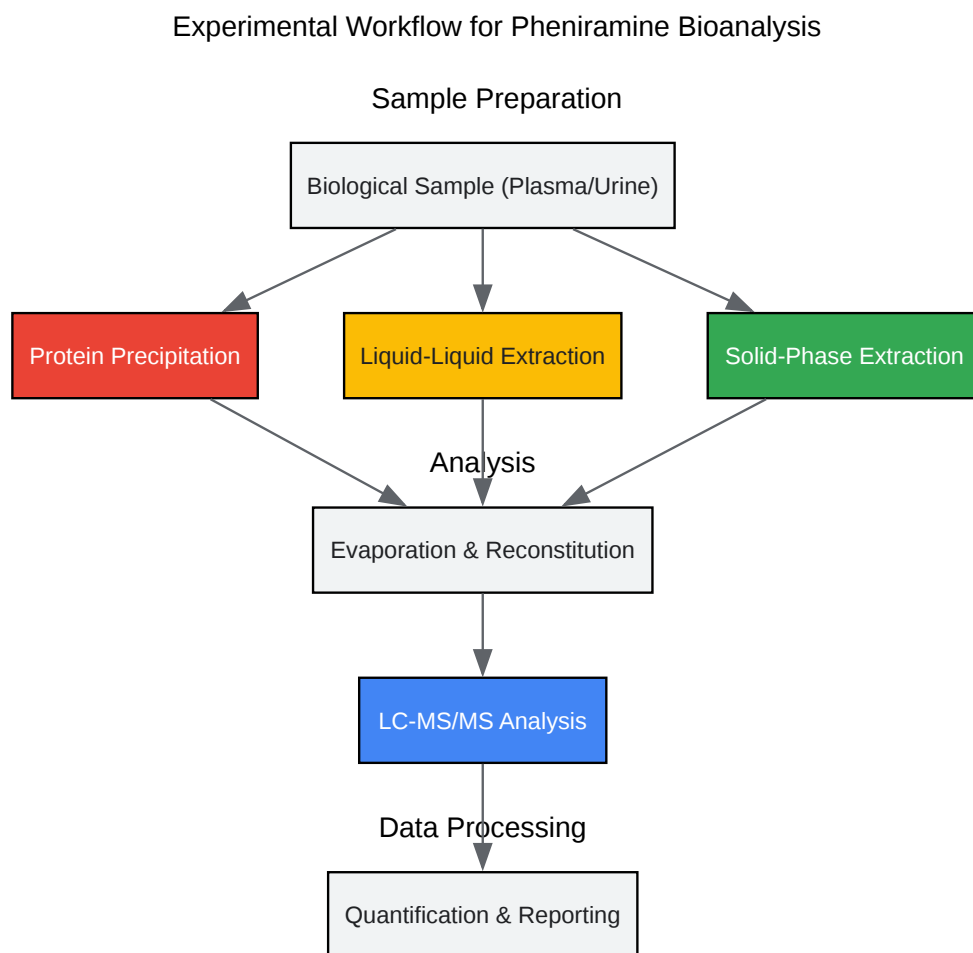 Experimental Workflow for Pheniramine Bioanalysis
Sample Preparation
Biological Sample (Plasma/Urine)
Protein Precipitation
Liquid-Liquid Extraction
Solid-Phase Extraction
Analysis
Evaporation & Reconstitution
LC-MS/MS Analysis
Data Processing
Quantification & Reporting